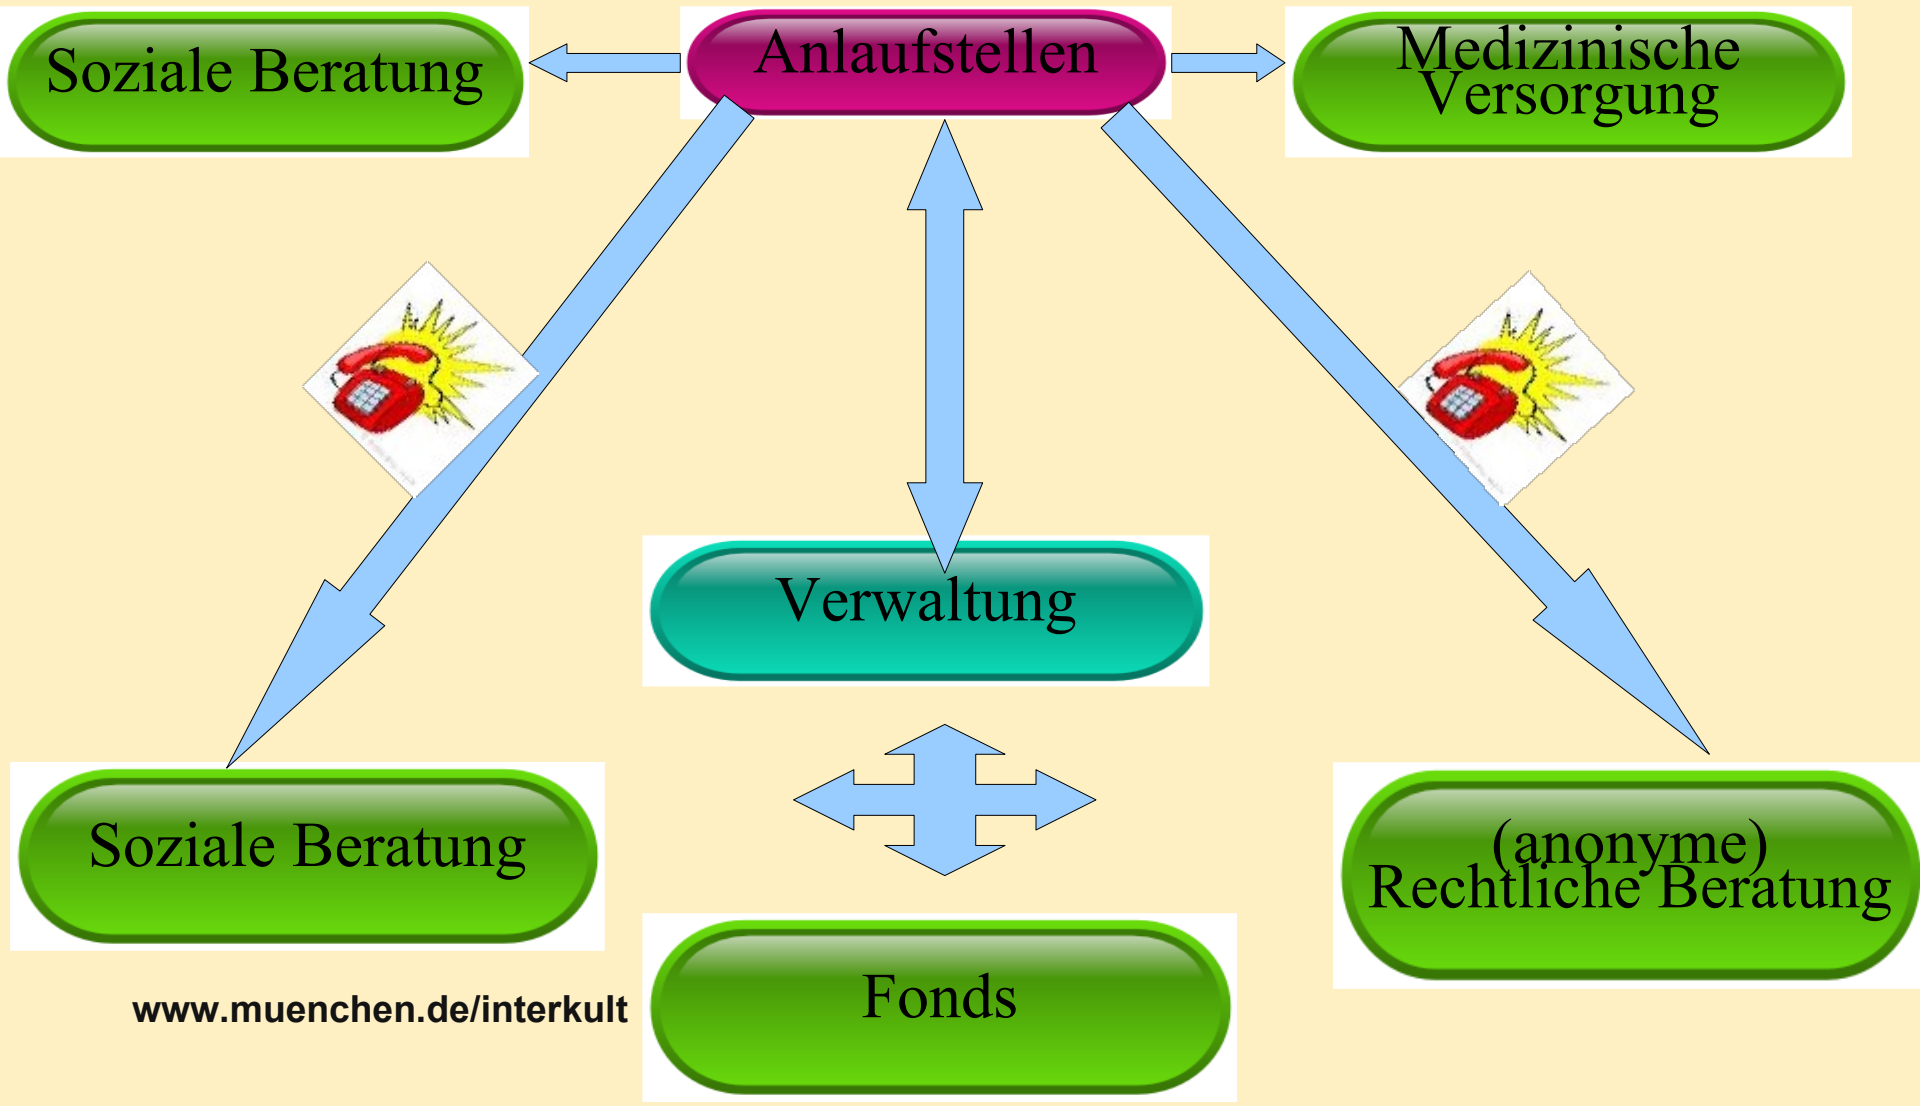 Soziale Beratung
Anlaufstellen
Medizinische
Versorgung
Verwaltung
Soziale Beratung
(anonyme)
Rechtliche Beratung
Fonds
www.muenchen.de/interkult